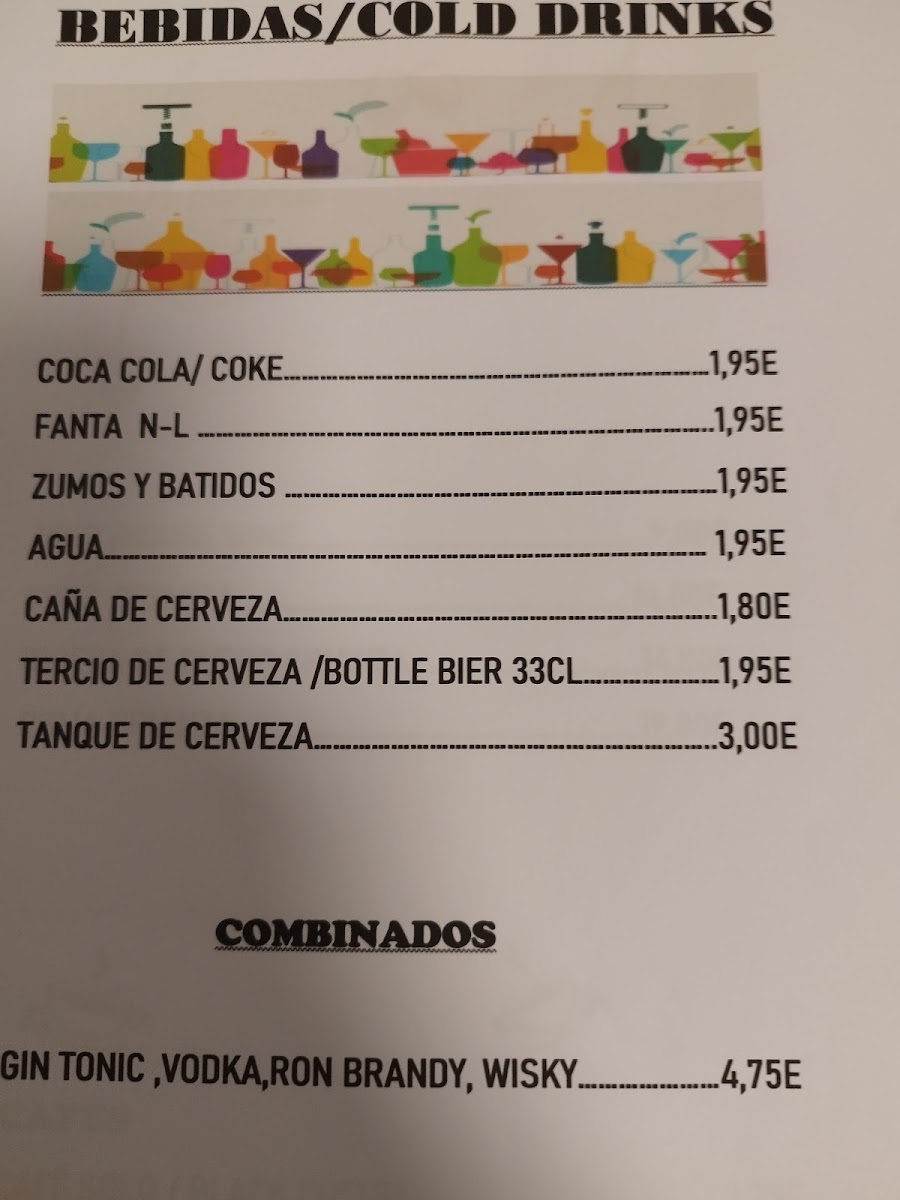 BEBIDAS/COLD DRINKS
COCA COLA/ COKE.......................................................1,95E
FANTA N-L .......................................................1,95E
ZUMOS Y BATIDOS .......................................................1,95E
AGUA....................................................... 1,95E
CAÑA DE CERVEZA.......................................................1,80E
TERCIO DE CERVEZA /BOTTLE BIER 33CL.....................1,95E
TANQUE DE CERVEZA.......................................................3,00E
COMBINADOS
GIN TONIC ,VODKA,RON BRANDY, WISKY.....................4,75E